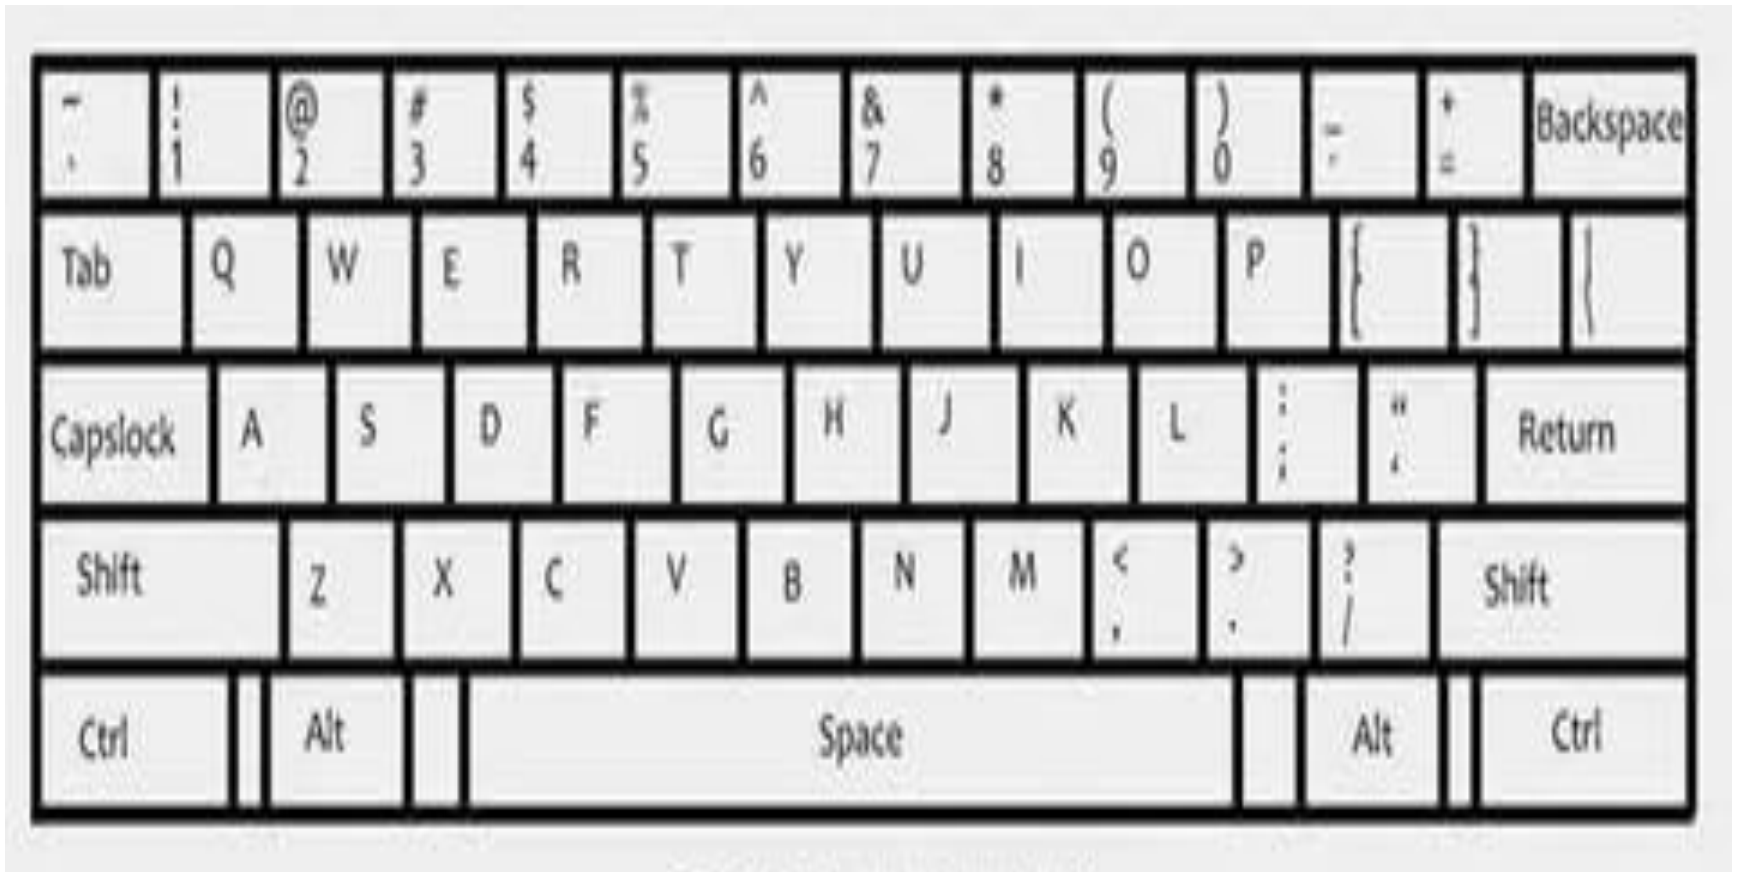 ~ ! @ # $ % ^ & * ( ) _ + Backspace
` 1 2 3 4 5 6 7 8 9 0 - =
Tab Q W E R T Y U I O P { } |
[ ] \
Capslock A S D F G H J K L : " Return
; '
Shift Z X C V B N M < > ? Shift
, . /
Ctrl Alt Space Alt Ctrl